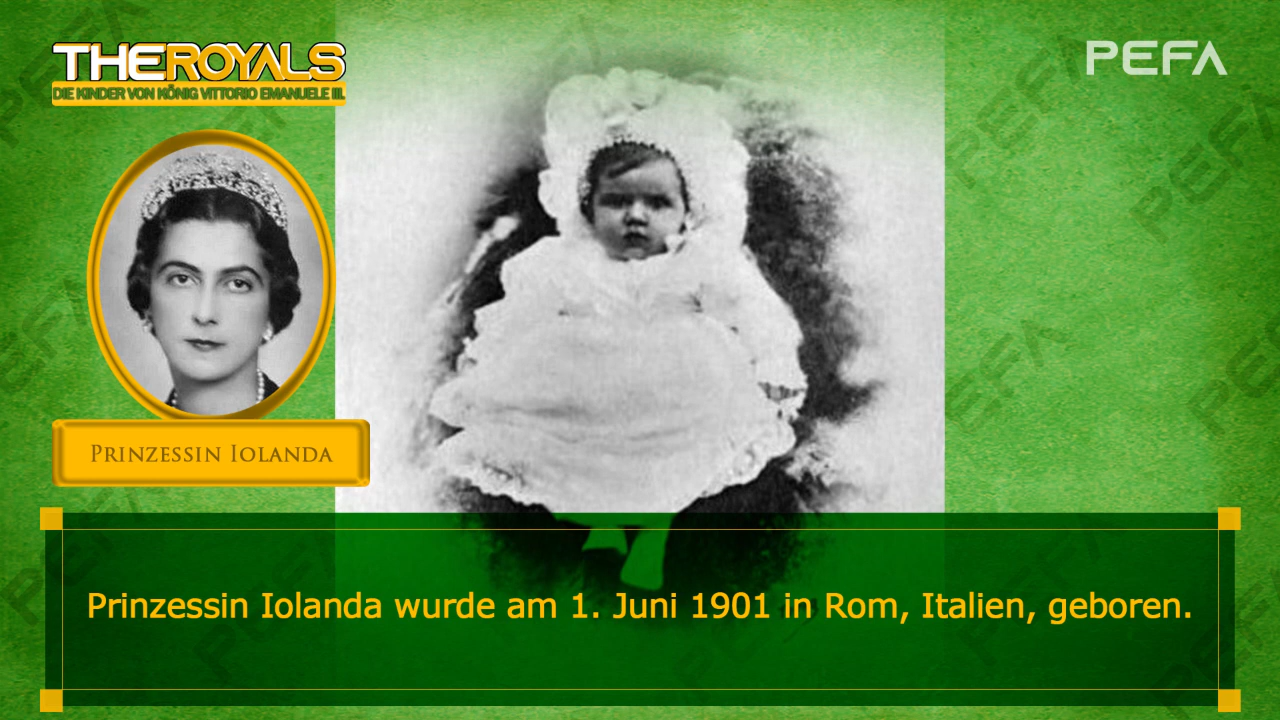 THEROYALS
DIE KINDER VON KÖNIG VITTORIO EMANUELE III.
PEFA
Prinzessin Iolanda
Prinzessin Iolanda wurde am 1. Juni 1901 in Rom, Italien, geboren.